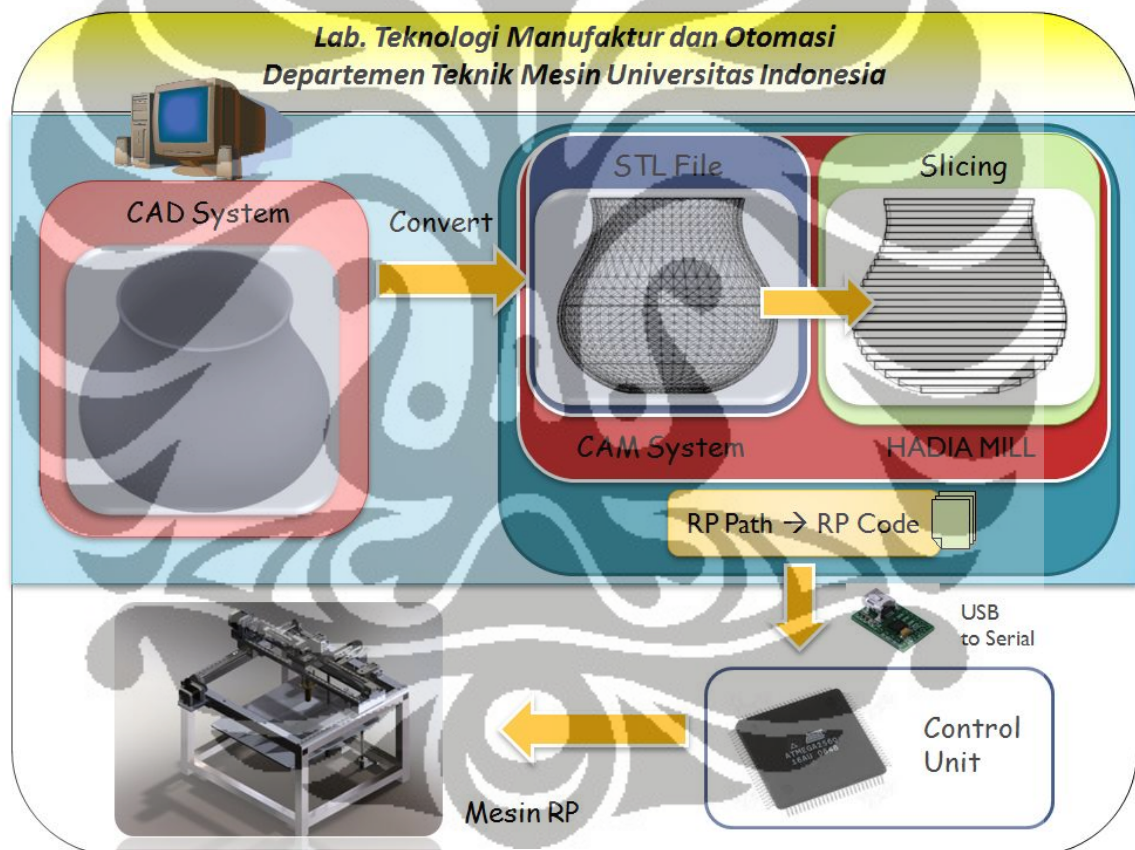 Lab. Teknologi Manufaktur dan Otomasi
Departemen Teknik Mesin Universitas Indonesia
CAD System
Convert
STL File
Slicing
CAM System
HADIA MILL
RP Path → RP Code
USB
to Serial
Control
Unit
Mesin RP